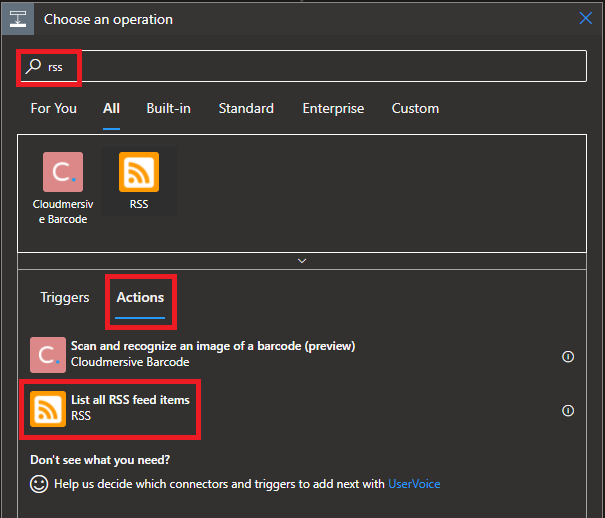 Choose an operation
rss
For You All Built-in Standard Enterprise Custom
C.
Cloudmersiv
e Barcode
RSS
Triggers Actions
C.
Scan and recognize an image of a barcode (preview)
Cloudmersive Barcode
List all RSS feed items
RSS
Don't see what you need?
Help us decide which connectors and triggers to add next with UserVoice